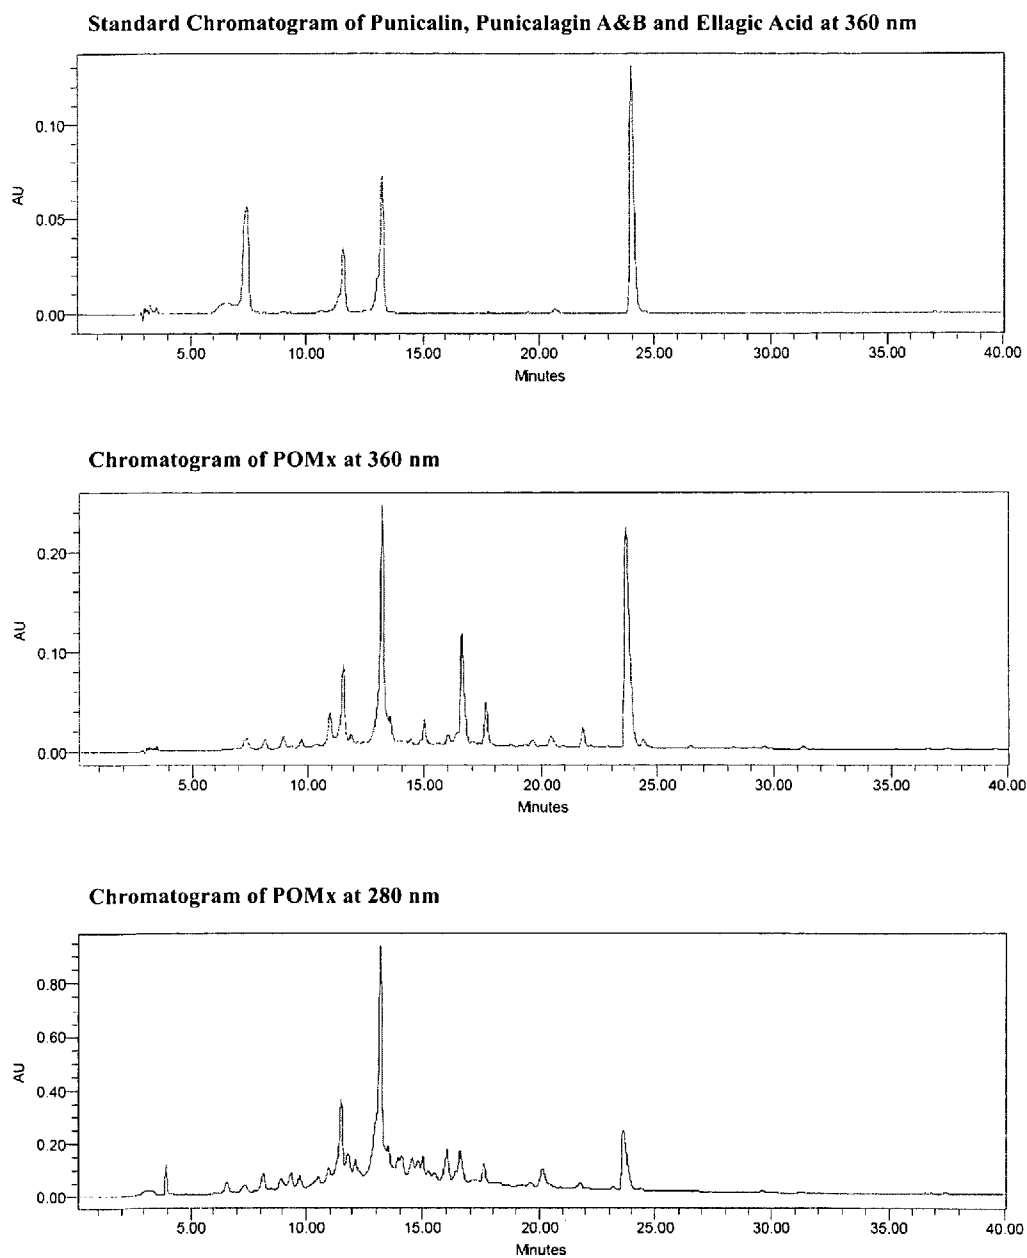 Standard Chromatogram of Punicalin, Punicalagin A&B and Ellagic Acid at 360 nm
AU
0.10
0.05
0.00
5.00 10.00 15.00 20.00 25.00 30.00 35.00 40.00
Minutes
Chromatogram of POMx at 360 nm
AU
0.20
0.10
0.00
5.00 10.00 15.00 20.00 25.00 30.00 35.00 40.00
Minutes
Chromatogram of POMx at 280 nm
AU
0.80
0.60
0.40
0.20
0.00
5.00 10.00 15.00 20.00 25.00 30.00 35.00 40.00
Minutes